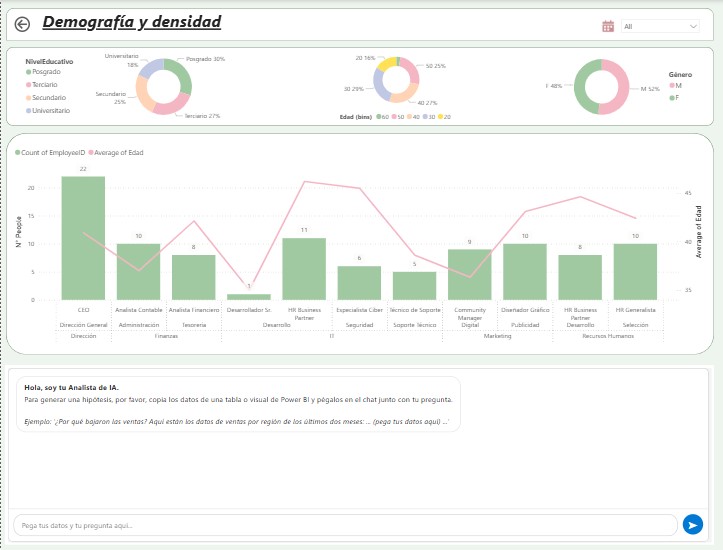 Demografía y densidad
All
NivelEducativo
Posgrado
Terciario
Secundario
Universitario
Universitario
18%
Posgrado 30%
Secundario
25%
Terciario 27%
20 16%
50 25%
30 29%
40 27%
Edad (bins) 60 50 40 30 20
F 48%
M 52%
Género
M
F
Count of EmployeeID Average of Edad
N° People
20
15
10
5
0
22
10
8
1
11
6
5
9
10
8
10
45
40
35
Average of Edad
CEO
Analista Contable
Analista Financiero
Desarrollador Sr.
HR Business
Partner
Especialista Ciber
Técnico de Soporte
Community
Manager
Diseñador Gráfico
HR Business
Partner
HR Generalista
Dirección General
Administración
Tesorería
Desarrollo
Seguridad
Soporte Técnico
Digital
Publicidad
Desarrollo
Selección
Dirección
Finanzas
IT
Marketing
Recursos Humanos
Hola, soy tu Analista de IA.
Para generar una hipótesis, por favor, copia los datos de una tabla o visual de Power BI y pégalos en el chat junto con tu pregunta.
Ejemplo: '¿Por qué bajaron las ventas? Aquí están los datos de ventas por región de los últimos dos meses: ... (pega tus datos aquí) ...'
Pega tus datos y tu pregunta aquí...